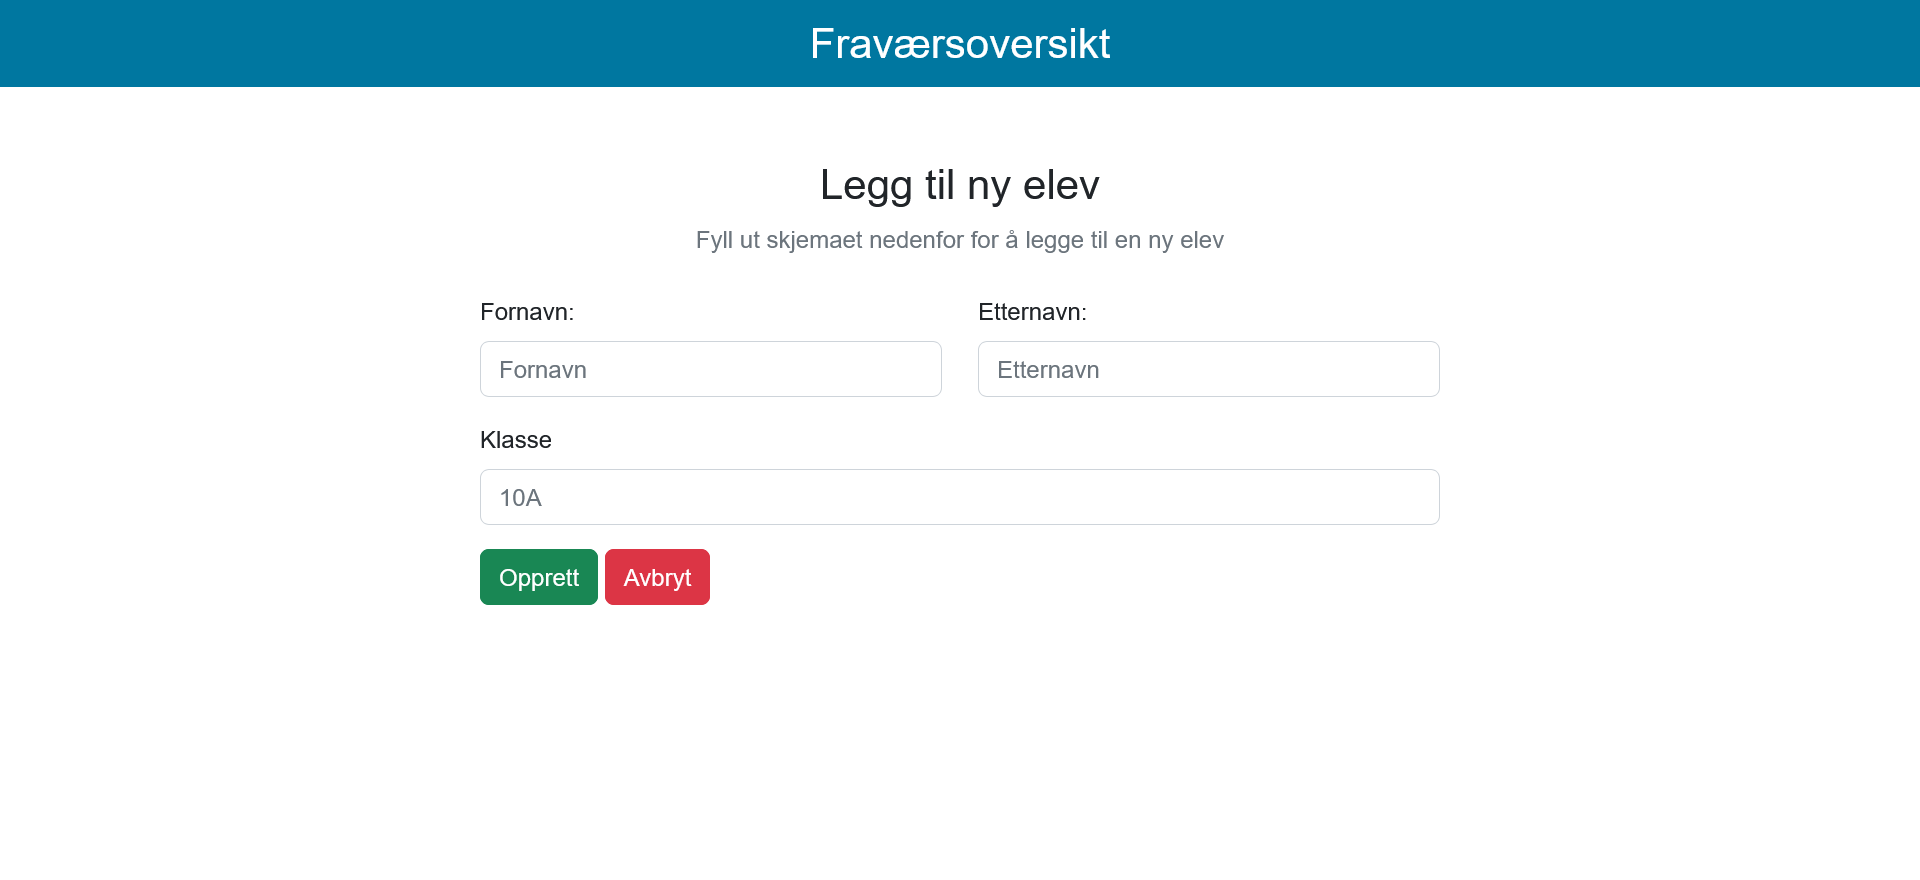 Fraværsoversikt
Legg til ny elev
Fyll ut skjemaet nedenfor for å legge til en ny elev
Fornavn: Etternavn:
Fornavn Etternavn
Klasse
10A
Opprett Avbryt